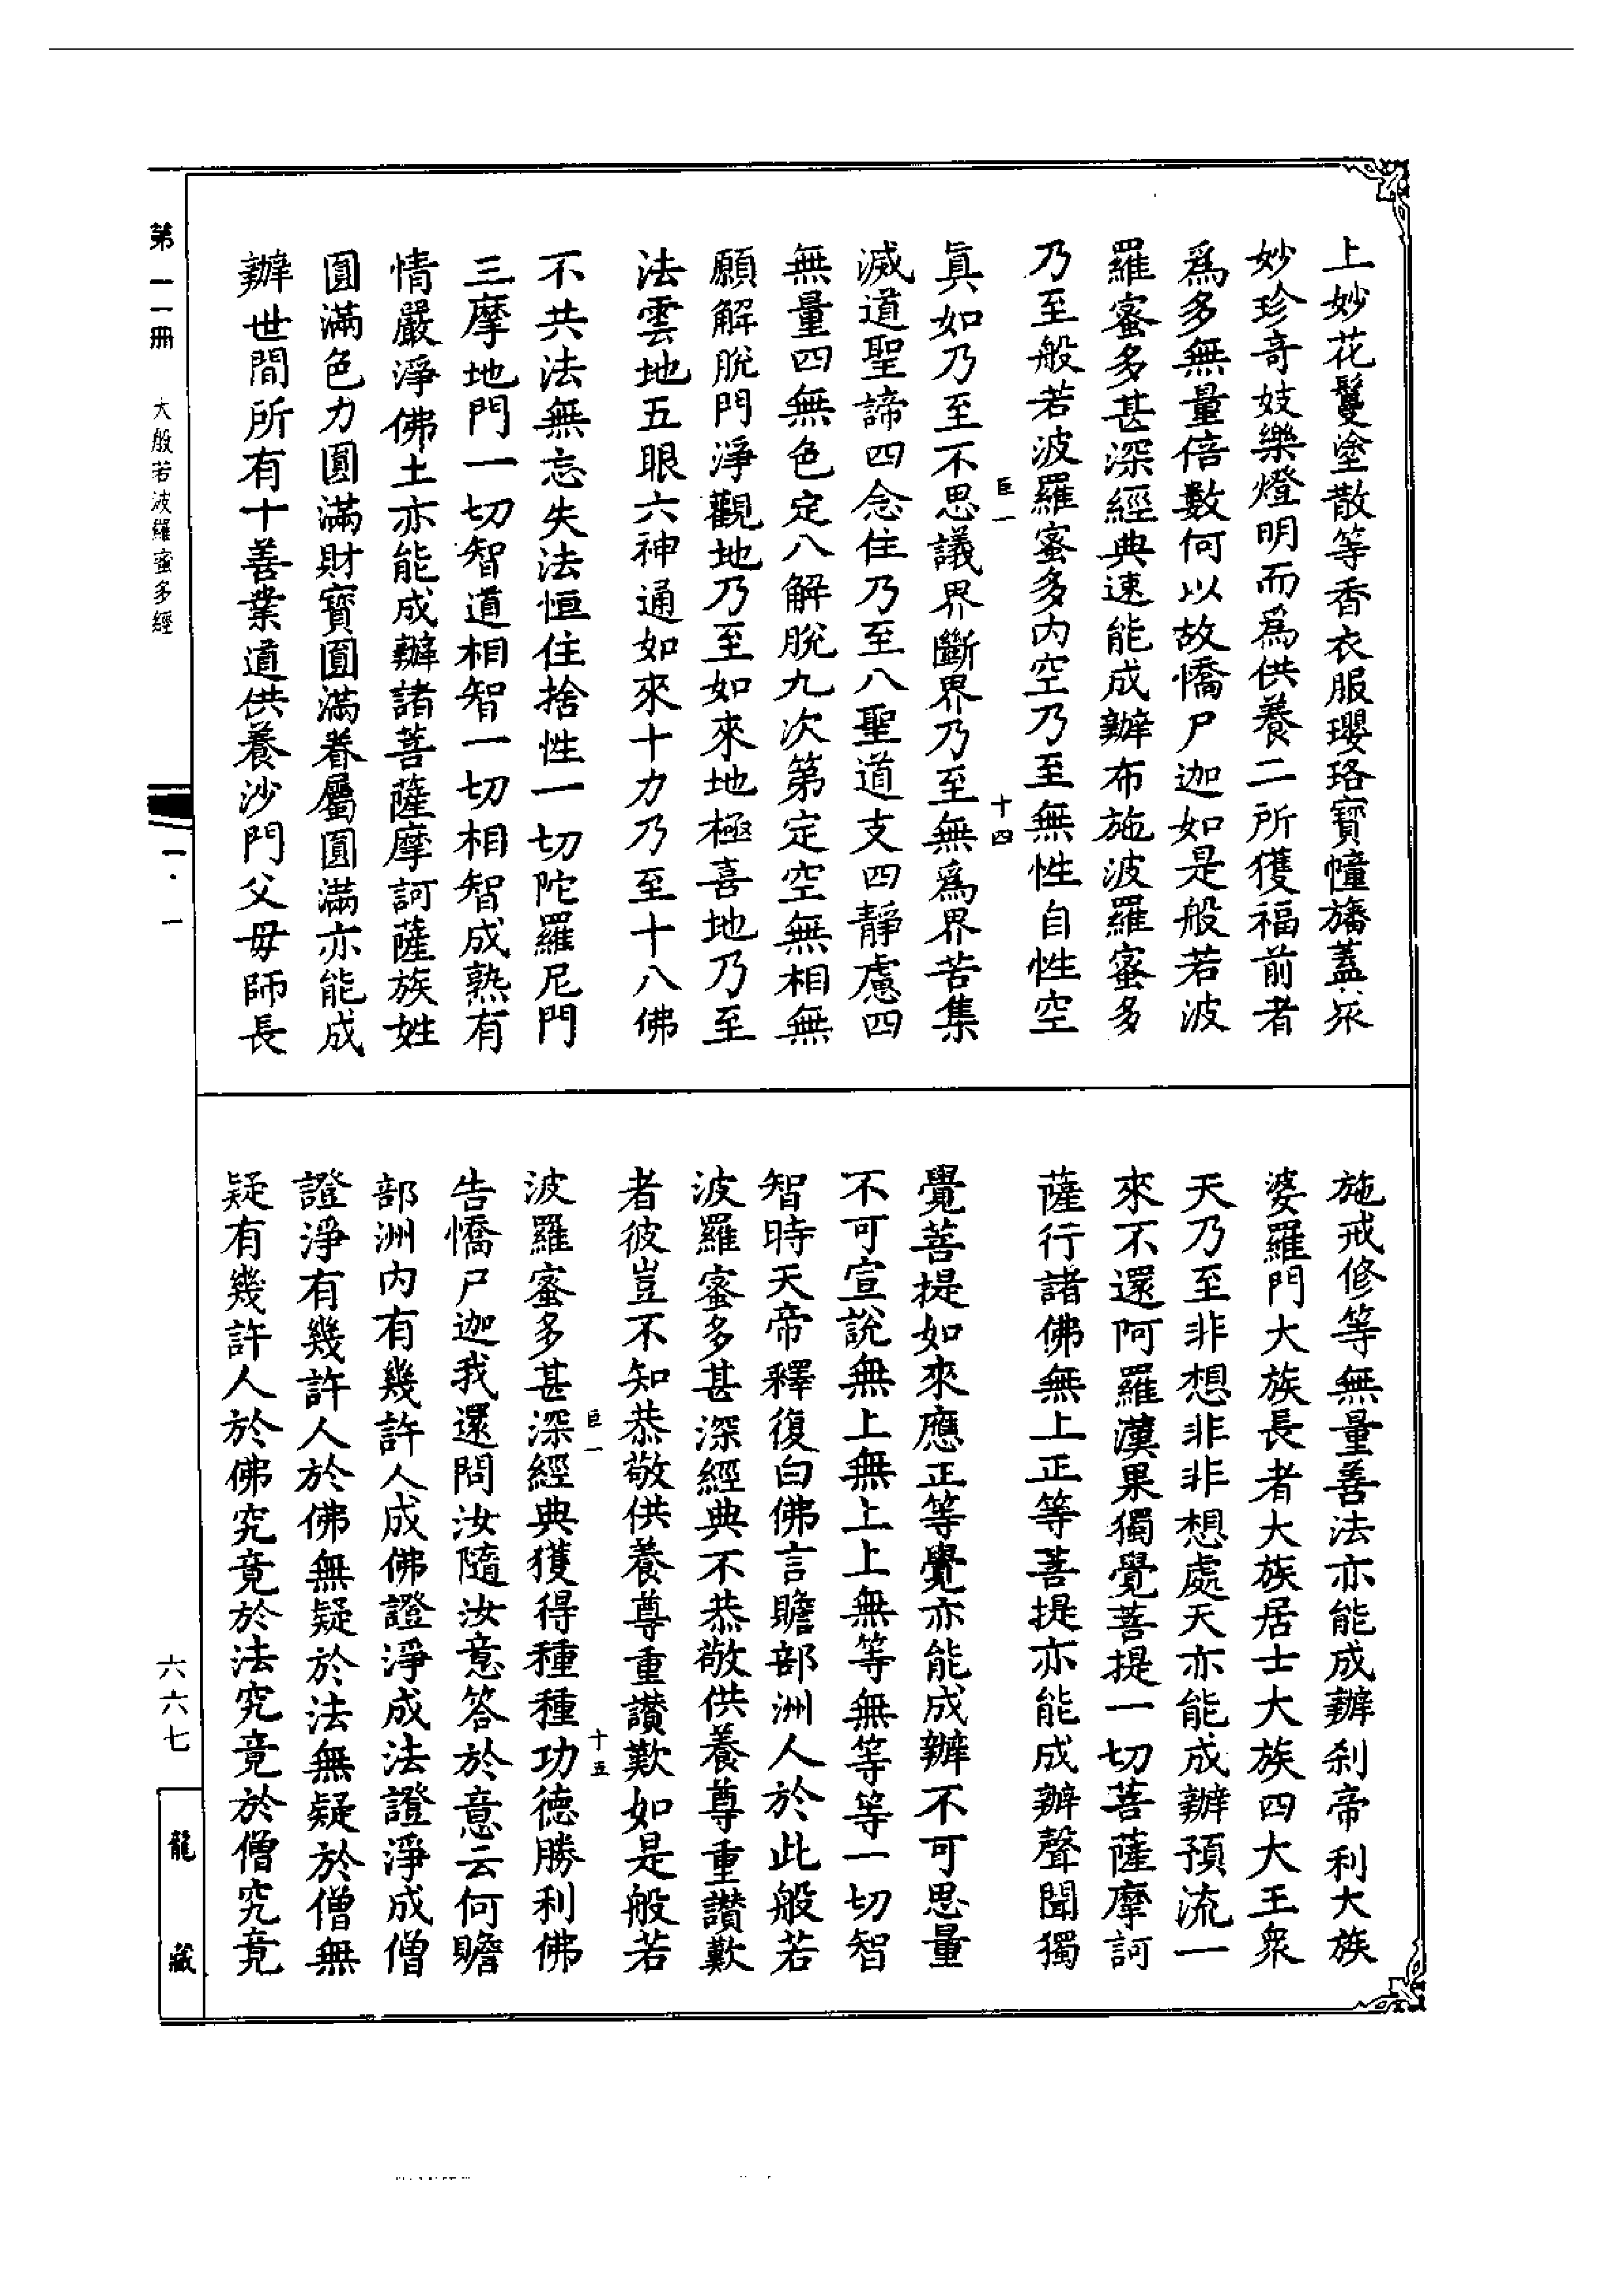 上妙花鬘塗散等香衣服瓔珞寶幢旛蓋衆
妙珍奇妓樂燈明而爲供養二所獲福前者
爲多無量倍數何以故憍尸迦如是般若波
羅蜜多甚深經典速能成辦布施波羅蜜多
乃至般若波羅蜜多内空乃至無性自性空
臣一 十四
眞如乃至不思議界斷界乃至無爲界苦集
滅道聖諦四念住乃至八聖道支四靜慮四
無量四無色定八解脫九次第定空無相無
願解脫門淨觀地乃至如來地極喜地乃至
法雲地五眼六神通如來十力乃至十八佛
不共法無忘失法恒住捨性一切陀羅尼門
三摩地門一切智道相智一切相智成熟有
情嚴淨佛土亦能成辦諸菩薩摩訶薩族姓
圓滿色力圓滿財寶圓滿眷屬圓滿亦能成
辦世間所有十善業道供養沙門父母師長
施戒修等無量善法亦能成辦刹帝利大族
婆羅門大族長者大族居士大族四大王衆
天乃至非想非非想處天亦能成辦預流一
來不還阿羅漢果獨覺菩提一切菩薩摩訶
薩行諸佛無上正等菩提亦能成辦聲聞獨
覺菩提如來應正等覺亦能成辦不可思量
不可宣說無上無上上無等無等等一切智
智時天帝釋復白佛言贍部洲人於此般若
波羅蜜多甚深經典不恭敬供養尊重讚歎
者彼豈不知恭敬供養尊重讚歎如是般若
臣一 十五
波羅蜜多甚深經典獲得種種功德勝利佛
告憍尸迦我還問汝隨汝意答於意云何贍
部洲内有幾許人成佛證淨成法證淨成僧
證淨有幾許人於佛無疑於法無疑於僧無
疑有幾許人於佛究竟於法究竟於僧究竟
第一一冊 大般若波羅蜜多經
一·一
六六七
龍藏